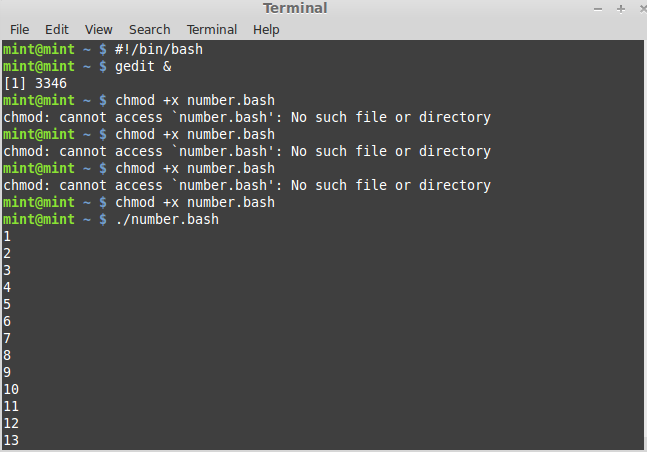 Terminal
File Edit View Search Terminal Help
mint@mint ~ $ #!/bin/bash
mint@mint ~ $ gedit &
[1] 3346
mint@mint ~ $ chmod +x number.bash
chmod: cannot access `number.bash': No such file or directory
mint@mint ~ $ chmod +x number.bash
chmod: cannot access `number.bash': No such file or directory
mint@mint ~ $ chmod +x number.bash
chmod: cannot access `number.bash': No such file or directory
mint@mint ~ $ chmod +x number.bash
mint@mint ~ $ ./number.bash
1
2
3
4
5
6
7
8
9
10
11
12
13